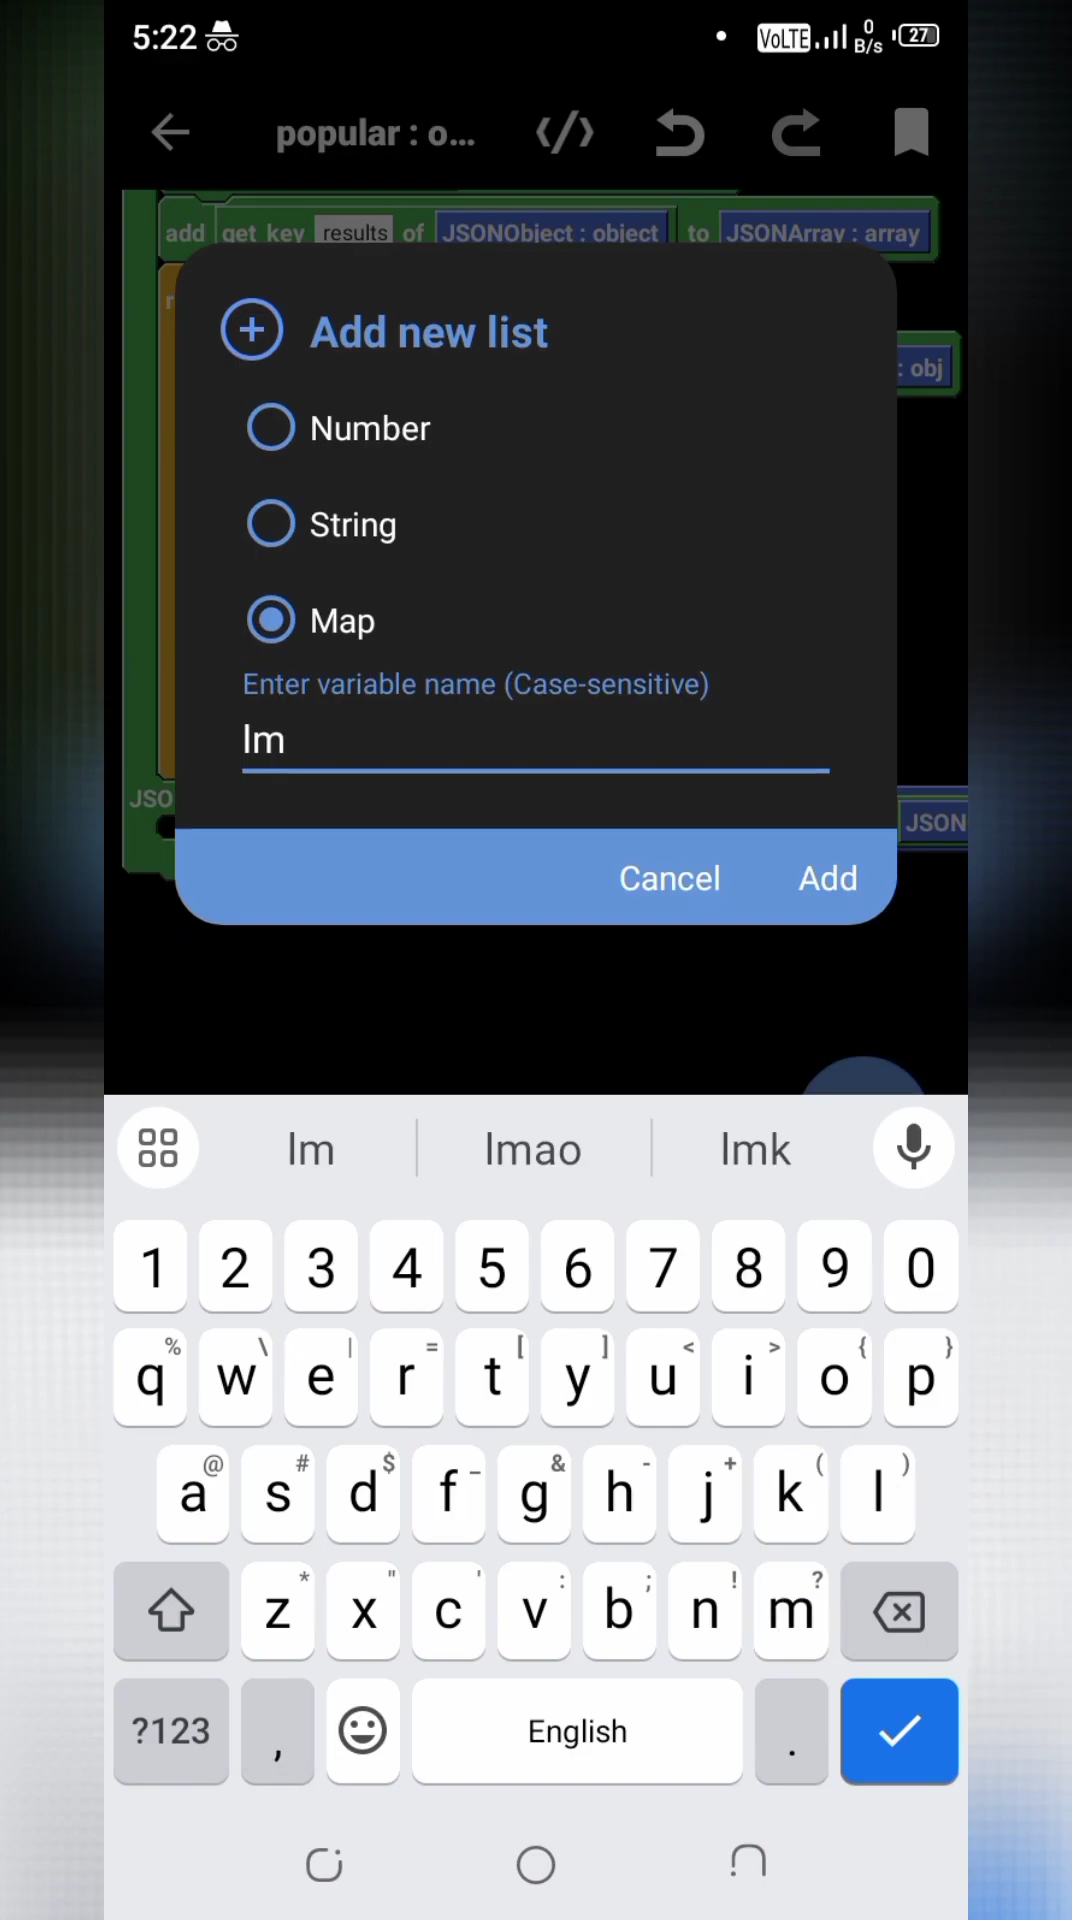 5:22 VoLTE 0 B/s 27
popular : o...
add get key results of JSONObject : object to JSONArray : array
r
Add new list
: obj
Number
String
Map
Enter variable name (Case-sensitive)
lm
JSO
JSON
Cancel Add
lm lmao lmk
1 2 3 4 5 6 7 8 9 0
q % w \ e | r = t [ y ] u < i > o { p }
a @ s # d $ f _ g & h - j + k ( l )
z * x " c ' v : b ; n ! m ?
?123 , English .